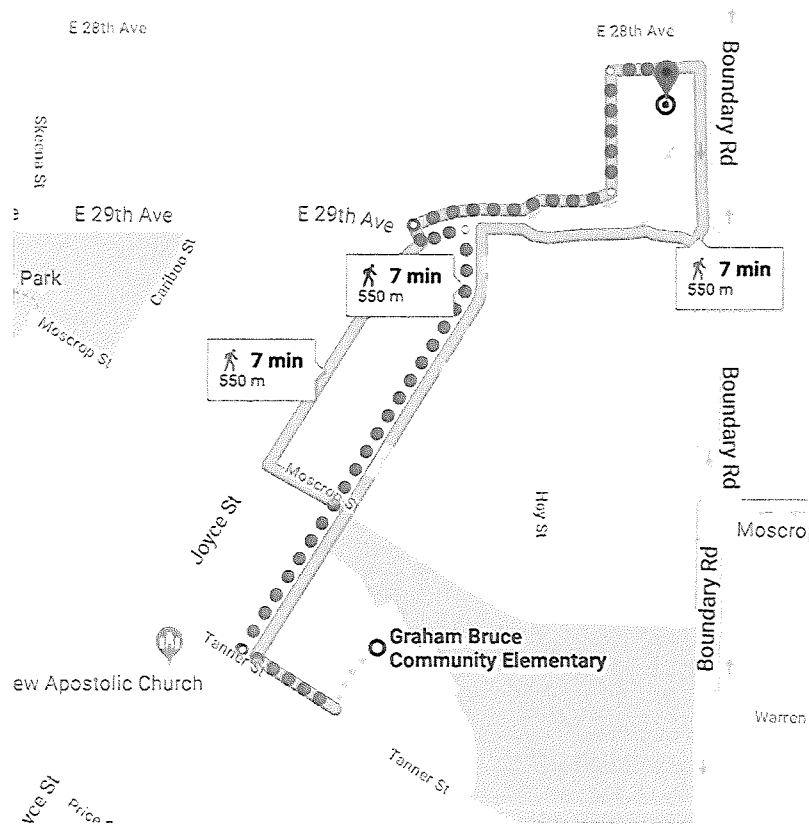 E 28th Ave
E 28th Ave
Boundary Rd
Skeena St
E 29th Ave
E 29th Ave
Cariboo St
Park
Moscrop St
7 min
550 m
7 min
550 m
7 min
550 m
Boundary Rd
Moscrop St
Joyce St
Hoy St
Moscro
Boundary Rd
Graham Bruce
Community Elementary
Tanner St
ew Apostolic Church
Warren
Tanner St
yce St
Price